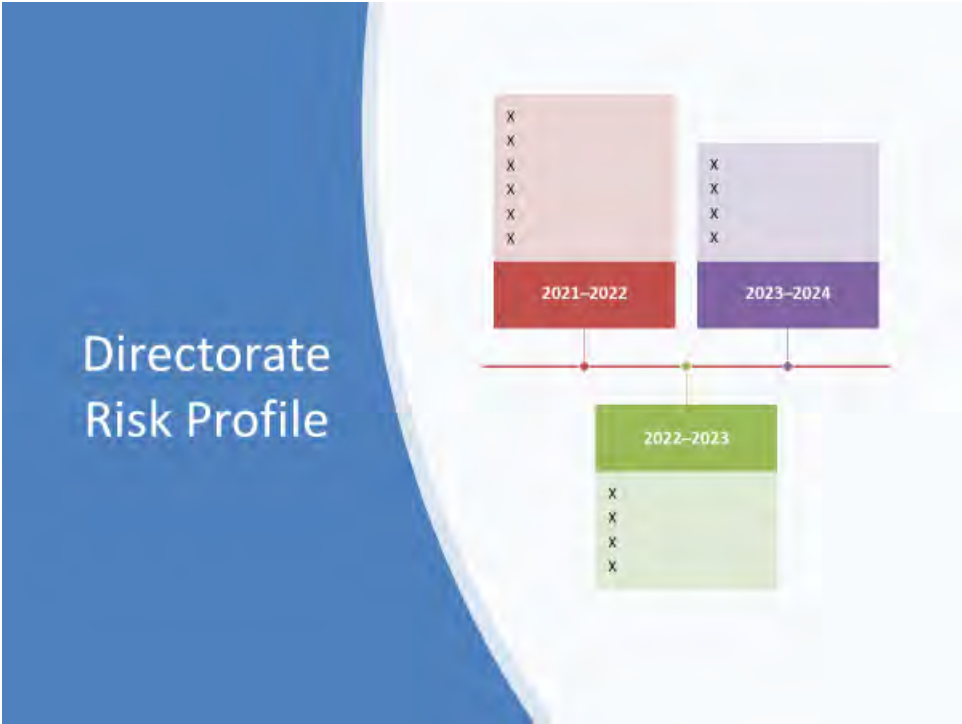 Directorate
Risk Profile
X
X
X
X
X
X
2021–2022
X
X
X
X
2023–2024
2022–2023
X
X
X
X